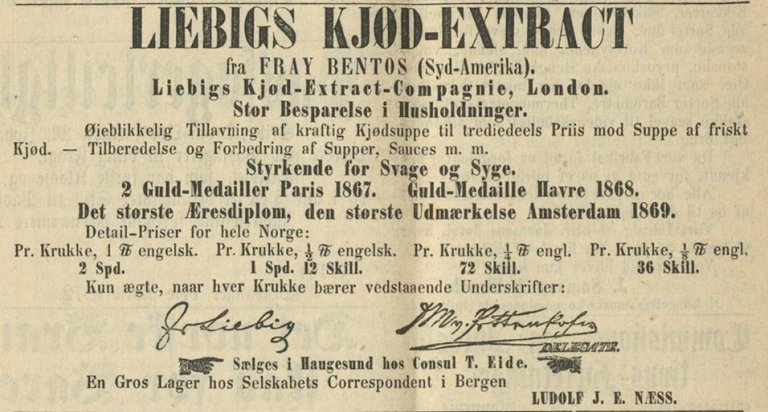 LIEBIGS KJØD-EXTRACT
fra FRAY BENTOS (Syd-Amerika).
Liebigs Kjød-Extract-Compagnie, London.
Stor Besparelse i Husholdninger.
Øieblikkelig Tillavning af kraftig Kjødsuppe til trediedeels Priis mod Suppe af friskt
Kjød. — Tilberedelse og Forbedring af Supper, Sauces m. m.
Styrkende for Svage og Syge.
2 Guld-Medailler Paris 1867. Guld-Medaille Havre 1868.
Det største Æresdiplom, den største Udmærkelse Amsterdam 1869.
Detail-Priser for hele Norge:
Pr. Krukke, 1 ℔ engelsk. Pr. Krukke, ½ ℔ engelsk. Pr. Krukke, ¼ ℔ engl. Pr. Krukke, ⅛ ℔ engl.
2 Spd. 1 Spd. 12 Skill. 72 Skill. 36 Skill.
Kun ægte, naar hver Krukke bærer vedstaaende Underskrifter:
J v Liebig M v Pettenkofer
DELEGATE.
Sælges i Haugesund hos Consul T. Eide.
En Gros Lager hos Selskabets Correspondent i Bergen
LUDOLF J. E. NÆSS.